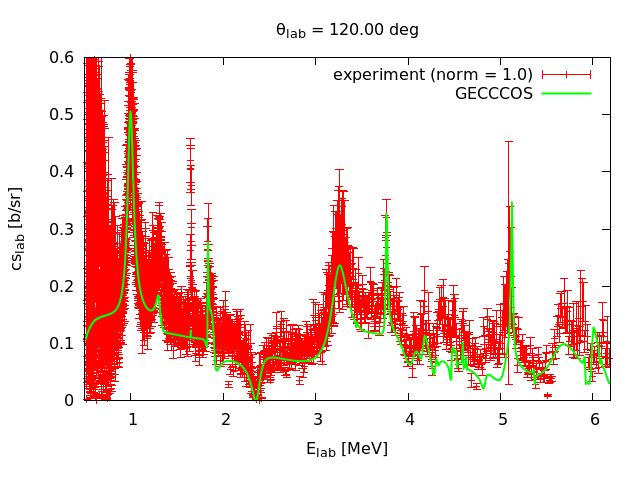 θlab = 120.00 deg
experiment (norm = 1.0)
GECCCOS
cslab [b/sr]
0.6
0.5
0.4
0.3
0.2
0.1
0
1 2 3 4 5 6
Elab [MeV]